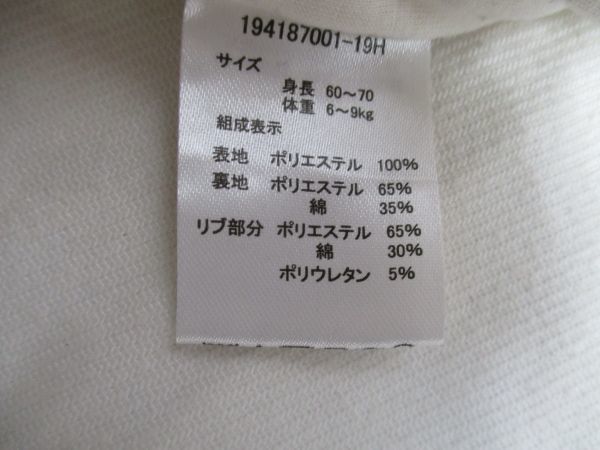 194187001-19H
サイズ
身長 60～70
体重 6～9kg
組成表示
表地 ポリエステル 100%
裏地 ポリエステル 65%
綿 35%
リブ部分 ポリエステル 65%
綿 30%
ポリウレタン 5%